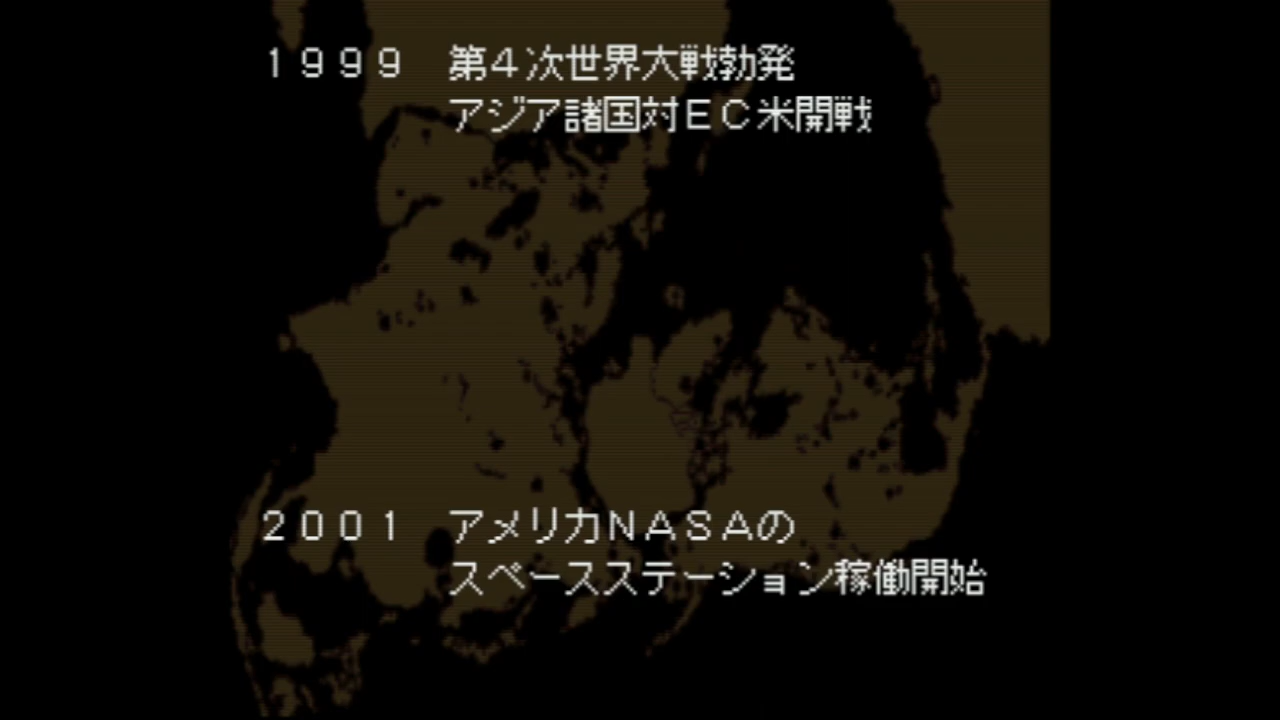 １９９９　第４次世界大戦勃発
アジア諸国対ＥＣ米開戦
２００１　アメリカＮＡＳＡの
スペースステーション稼働開始